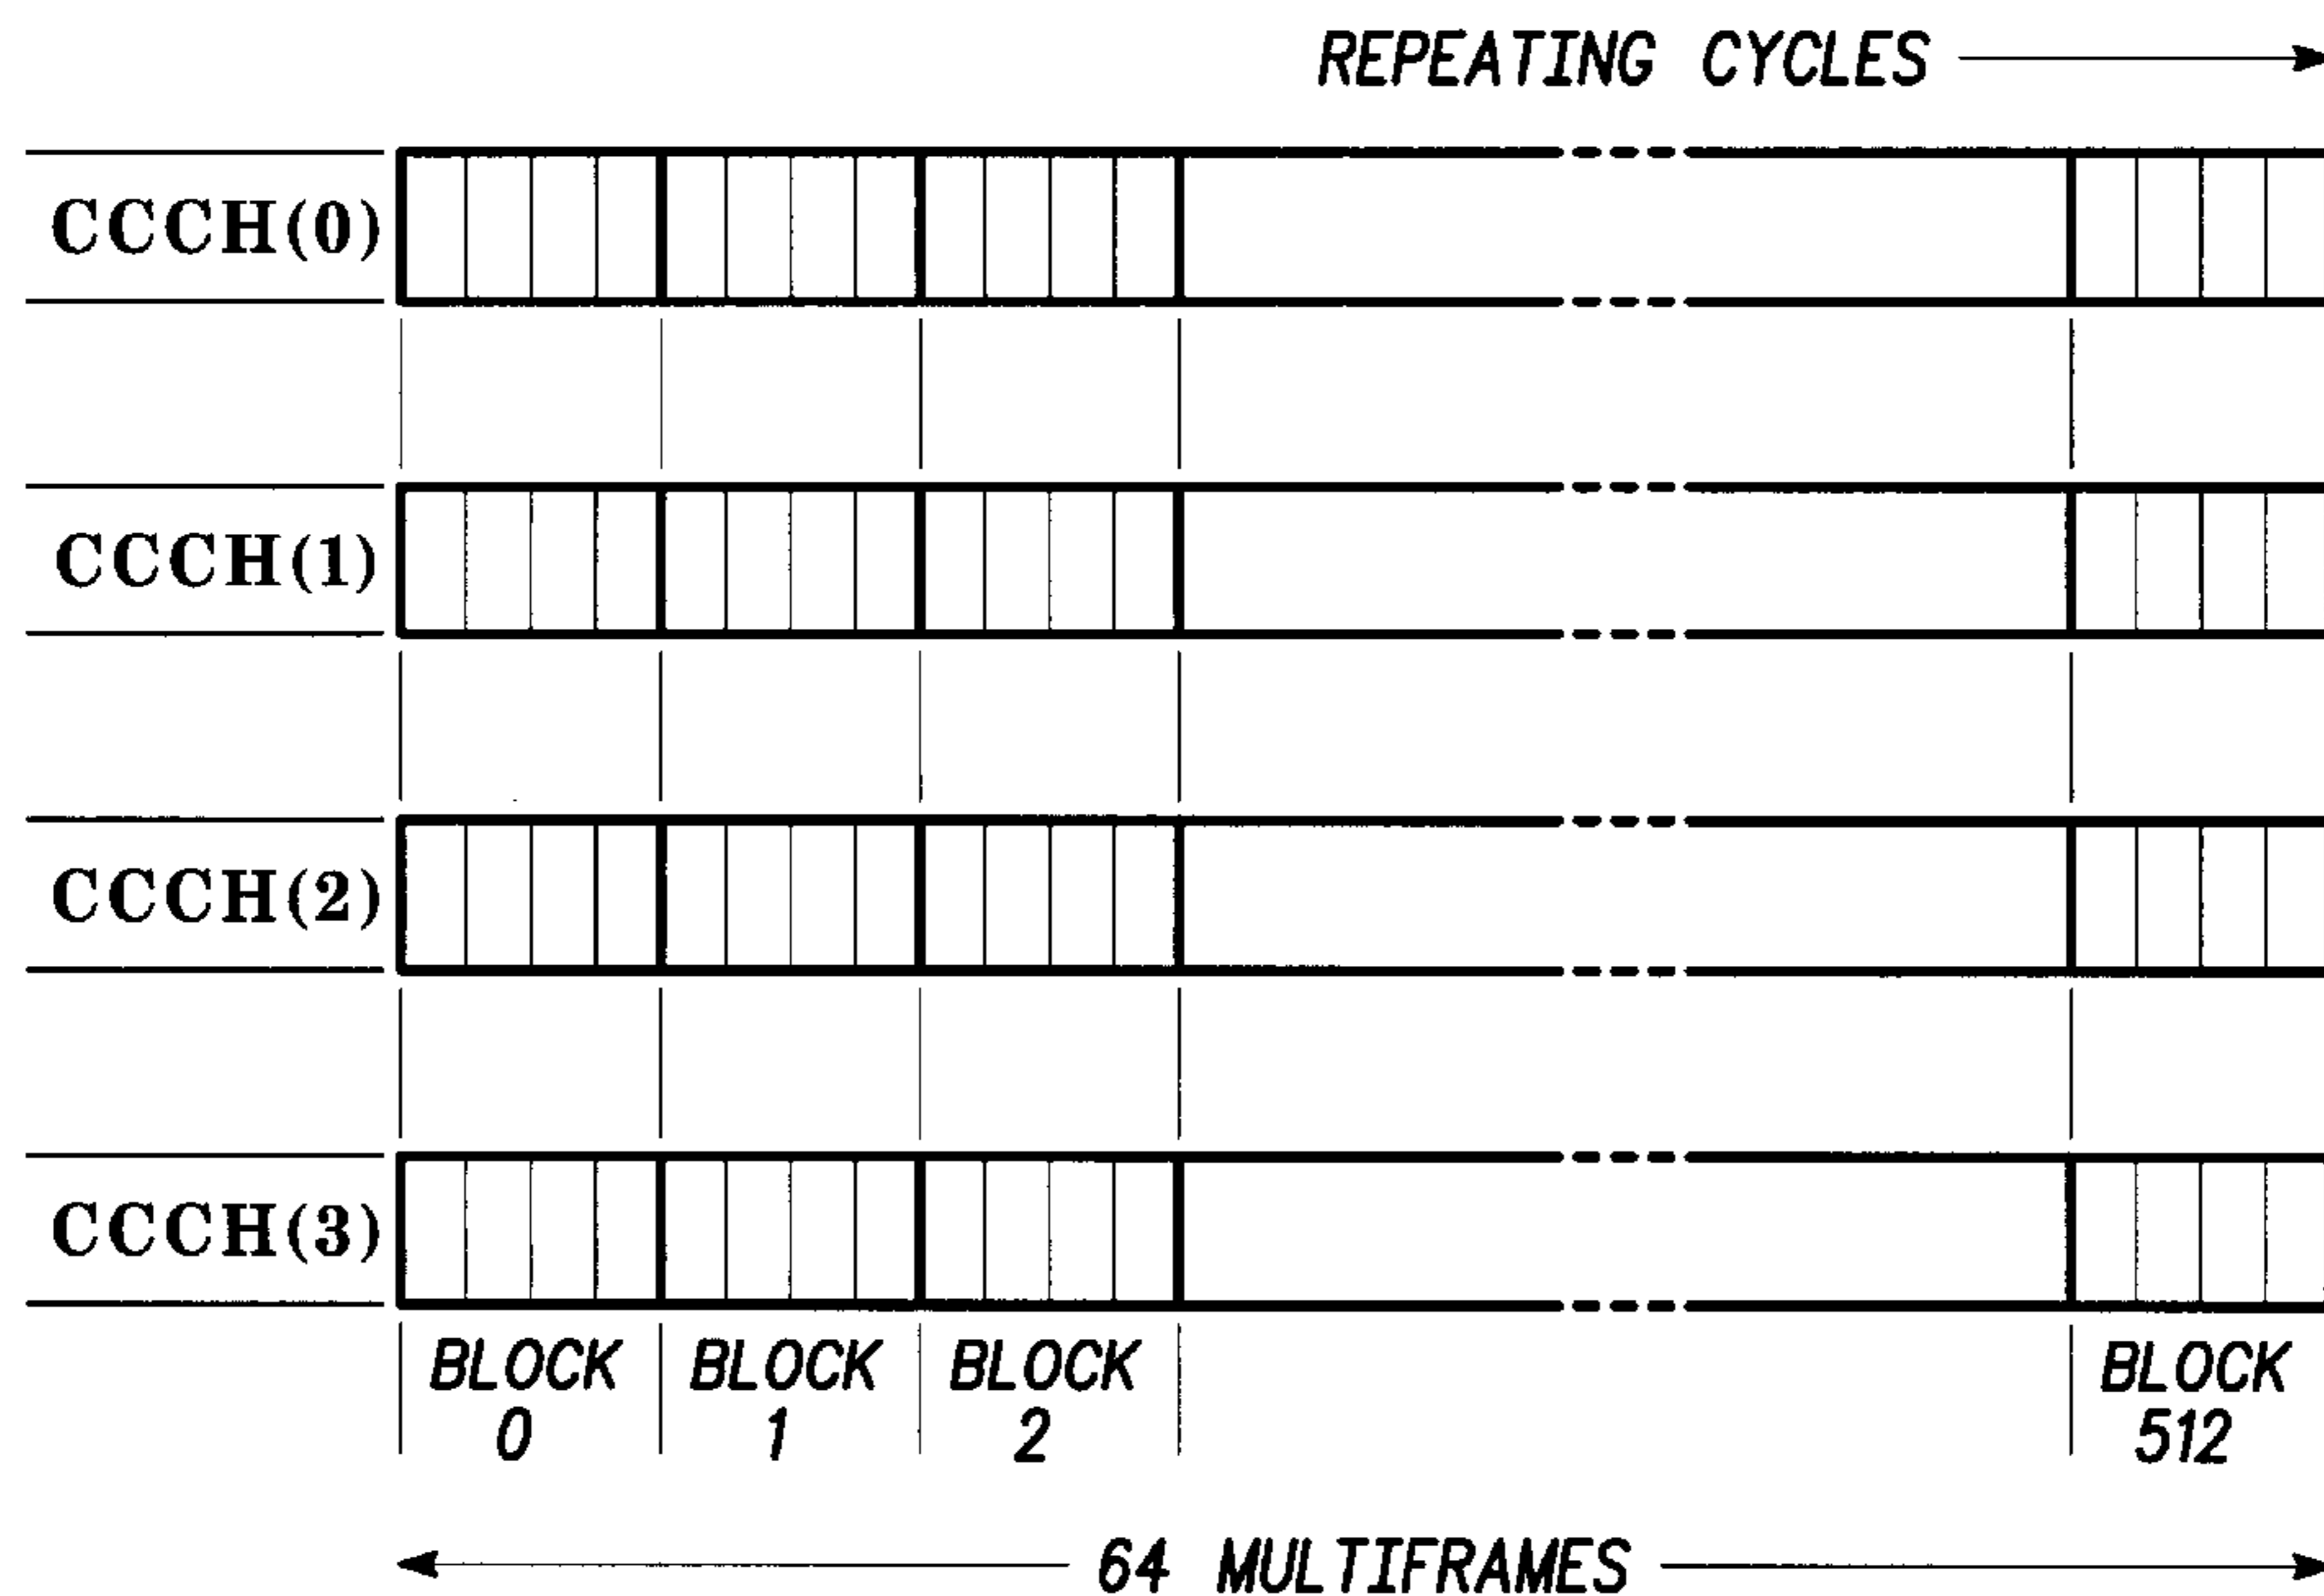 REPEATING CYCLES
CCCH(0)
CCCH(1)
CCCH(2)
CCCH(3)
BLOCK 0
BLOCK 1
BLOCK 2
BLOCK 512
64 MULTIFRAMES